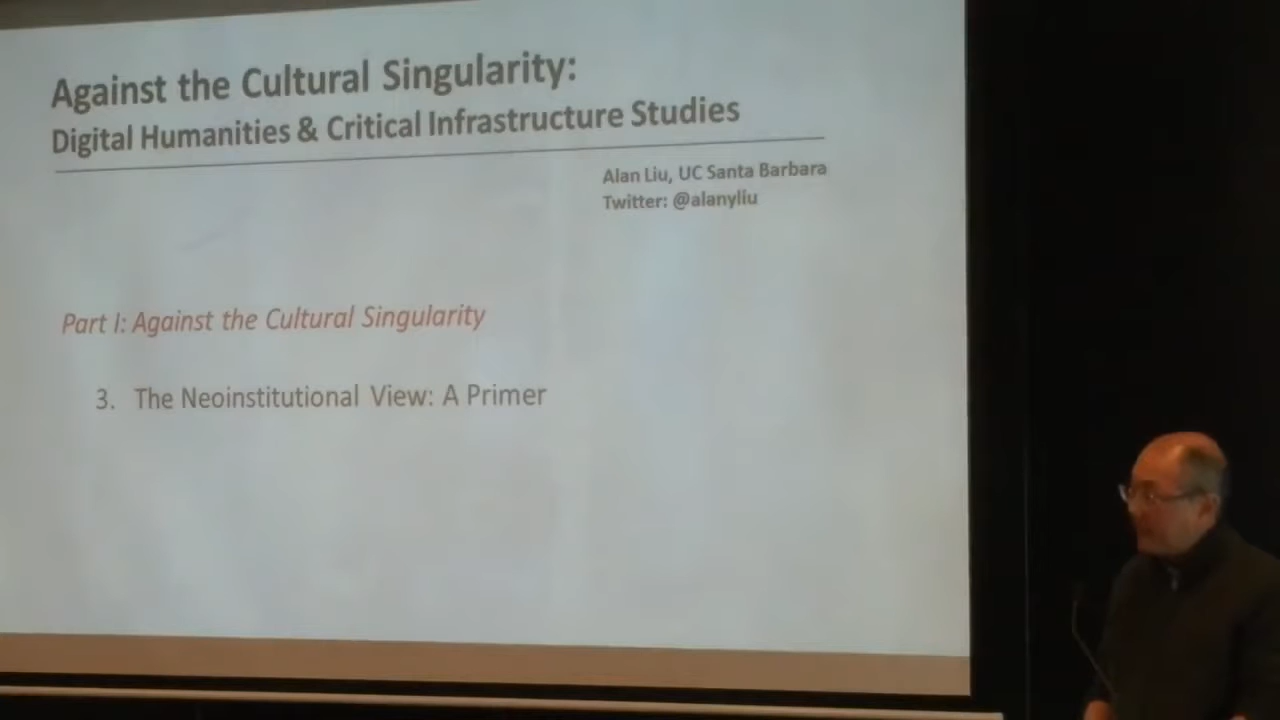 Against the Cultural Singularity:
Digital Humanities & Critical Infrastructure Studies
Alan Liu, UC Santa Barbara
Twitter: @alanyliu
Part I: Against the Cultural Singularity
3. The Neoinstitutional View: A Primer